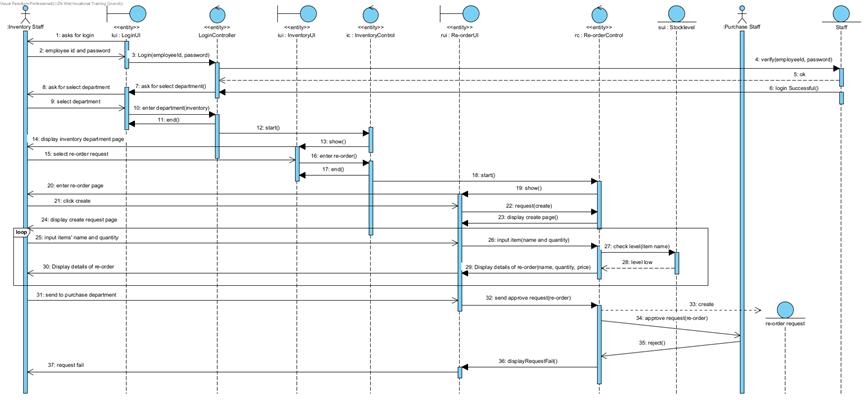 Visual Paradigm Professional
:Inventory Staff
<<entity>>
lui : LoginUI
<<entity>>
LoginController
<<entity>>
iui : InventoryUI
<<entity>>
ic : InventoryControl
<<entity>>
rui : Re-orderUI
<<entity>>
rc : Re-orderControl
sui : Stocklevel
:Purchase Staff
Staff
1: asks for login
2: employee id and password
3: Login(employeeId, password)
4: verify(employeeId, password)
5: ok
6: login Successful()
7: ask for select department()
8: ask for select department
9: select department
10: enter department(inventory)
11: end()
12: start()
13: show()
14: display inventory department page
15: select re-order request
16: enter re-order()
17: end()
18: start()
19: show()
20: enter re-order page
21: click create
22: request(create)
23: display create page()
24: display create request page
loop
25: input items' name and quantity
26: input item(name and quantity)
27: check level(item name)
28: level low
29: Display details of re-order(name, quantity, price)
30: Display details of re-order
31: send to purchase department
32: send approve request(re-order)
33: create
re-order request
34: approve request(re-order)
35: reject()
36: displayRequestFail()
37: request fail